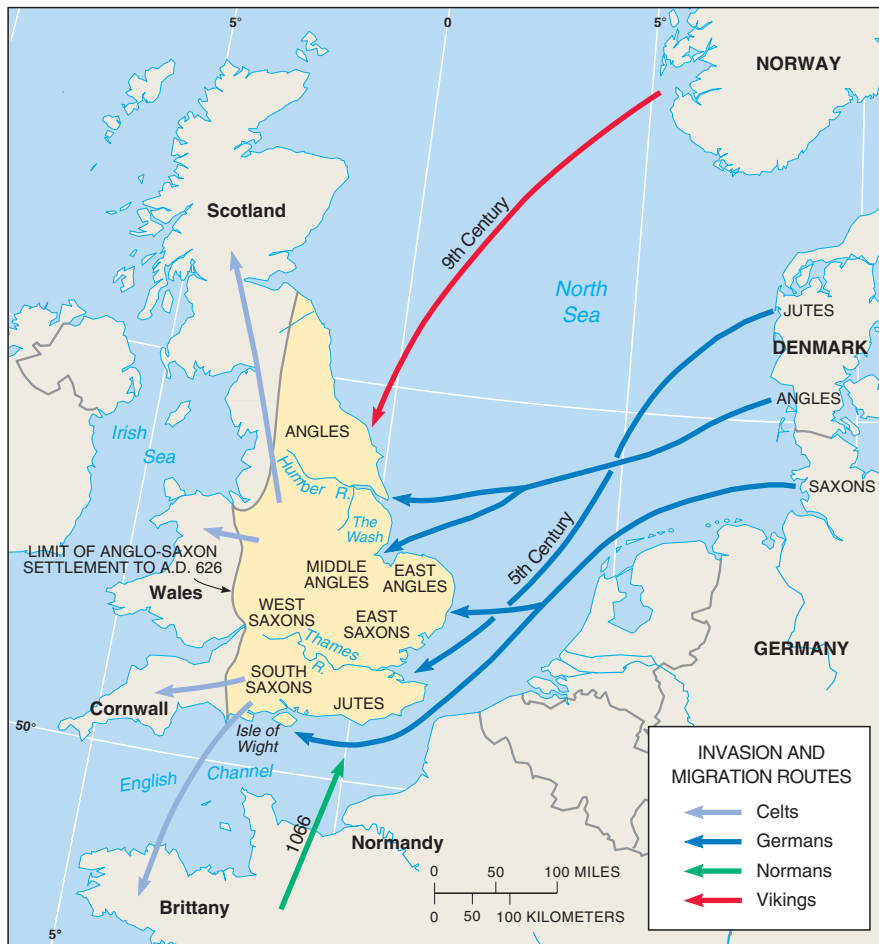 5°
0
5°
NORWAY
Scotland
9th Century
North
Sea
JUTES
DENMARK
ANGLES
ANGLES
Irish
Sea
Humber R.
SAXONS
The
Wash
5th Century
LIMIT OF ANGLO-SAXON
SETTLEMENT TO A.D. 626
MIDDLE
ANGLES
EAST
ANGLES
Wales
WEST
SAXONS
EAST
SAXONS
Thames
R.
GERMANY
SOUTH
SAXONS
JUTES
Cornwall
50°
Isle of
Wight
English Channel
INVASION AND
MIGRATION ROUTES
Celts
Germans
Normans
Vikings
1066
Normandy
0 50 100 MILES
0 50 100 KILOMETERS
Brittany
5°